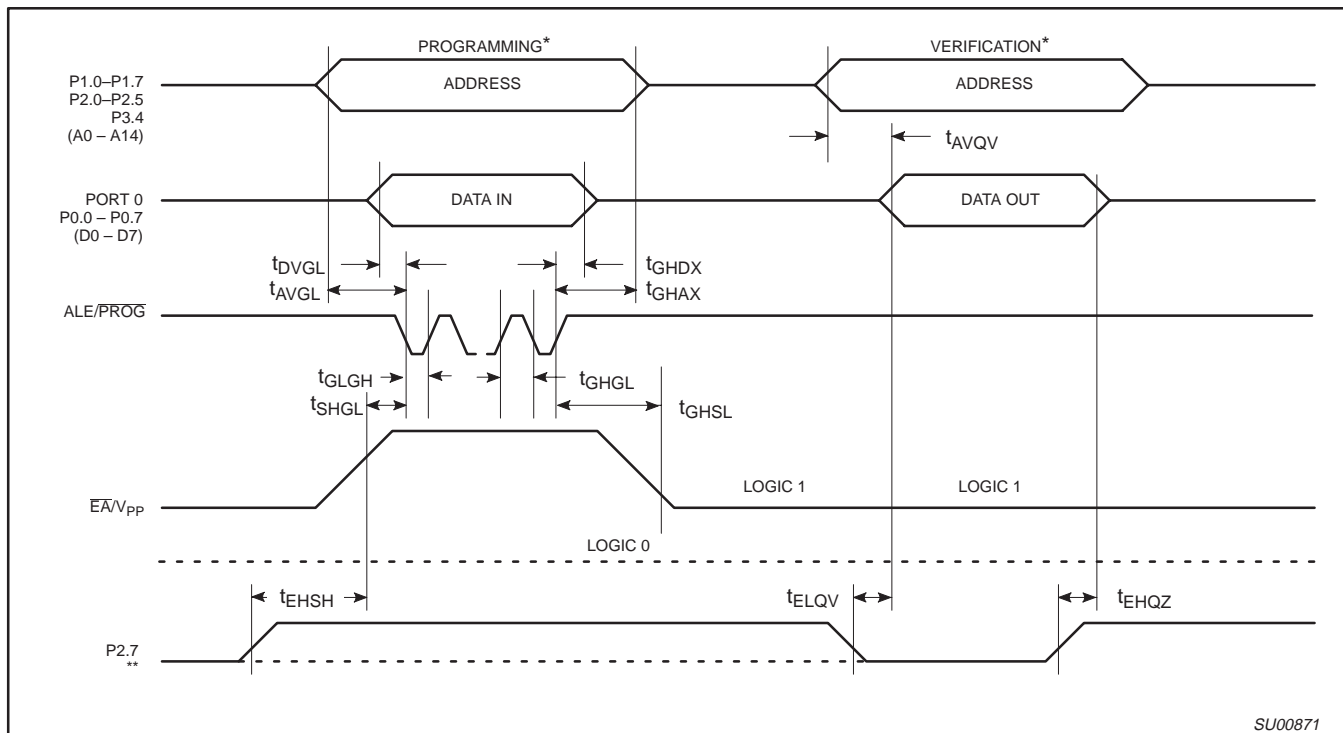 PROGRAMMING*
VERIFICATION*
P1.0–P1.7
P2.0–P2.5
P3.4
(A0 – A14)
ADDRESS
ADDRESS
tAVQV
PORT 0
P0.0 – P0.7
(D0 – D7)
DATA IN
DATA OUT
tDVGL
tGHDX
tAVGL
tGHAX
ALE/PROG
tGLGH
tGHGL
tSHGL
tGHSL
EA/VPP
LOGIC 1
LOGIC 1
LOGIC 0
tEHSH
tELQV
tEHQZ
P2.7
**
SU00871